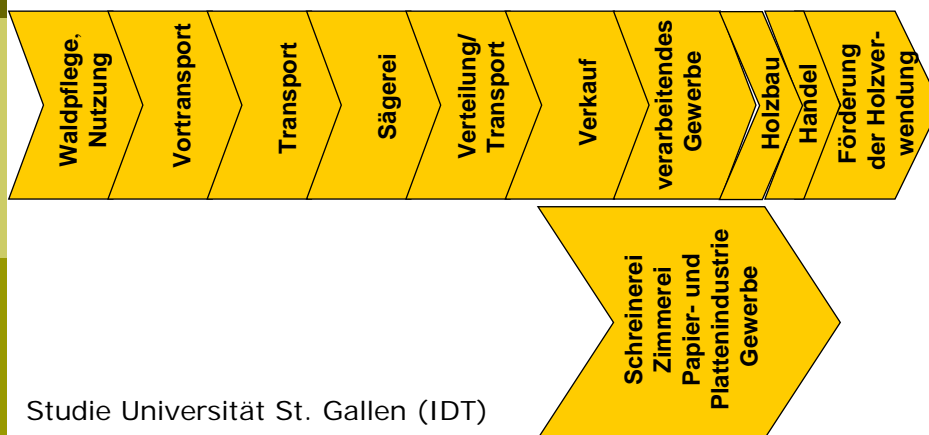 Waldpflege,
Nutzung
Vortransport
Transport
Sägerei
Verteilung/
Transport
Verkauf
verarbeitendes
Gewerbe
Holzbau
Handel
Förderung
der Holzver-
wendung
Schreinerei
Zimmerei
Papier- und
Plattenindustrie
Gewerbe
Studie Universität St. Gallen (IDT)